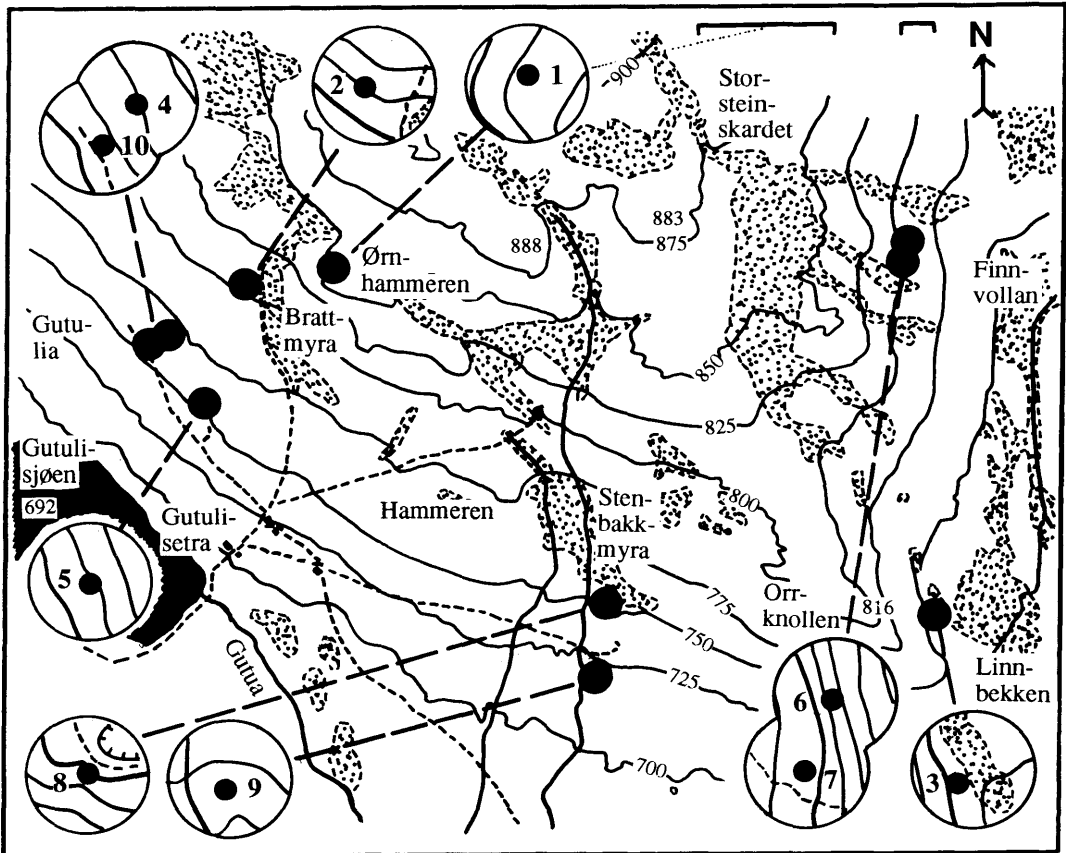 N
4
2
1
10
900
Stor-
stein-
skardet
883
875
888
Ørn-
hammeren
Finn-
vollan
Gutu-
lia
Bratt-
myra
850
825
Gutuli-
sjøen
692
Gutuli-
setra
Hammeren
Sten-
bakk-
myra
800
5
775
Orr-
knollen
816
750
725
Linn-
bekken
Gutua
6
7
3
8
9
700